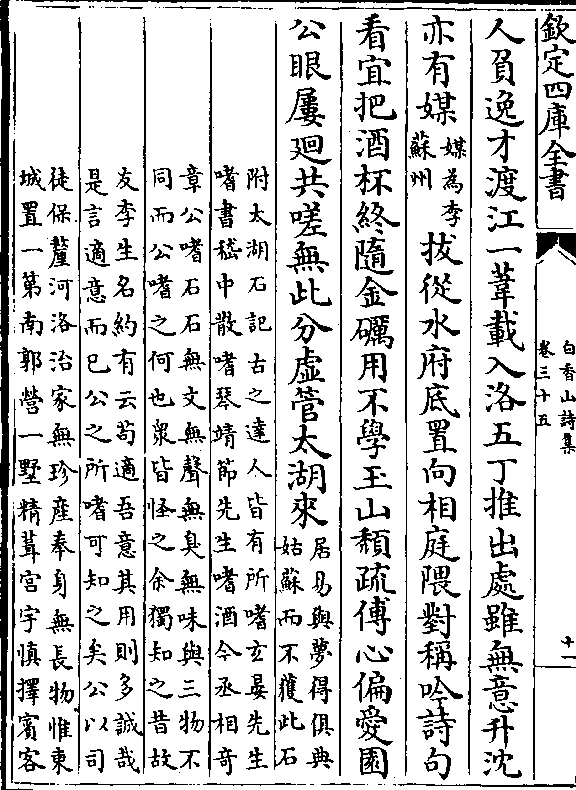 欽定四庫全書
白香山詩集
卷三十五
十一
人負逸才渡江一葦載入洛五丁推出處雖無意升沈
亦有媒
媒為李
蘇州
拔從水府底置向相庭隈對稱吟詩句
看宜把酒杯終隨金礪用不學玉山頹疏傅心偏愛園
公眼屢迴共嗟無此分虛管太湖來
居易與夢得俱典
姑蘇而不獲此石
附太湖石記古之達人皆有所嗜玄晏先生
嗜書嵇中散嗜琴靖節先生嗜酒今丞相奇
章公嗜石石無文無聲無臭無味與三物不
同而公嗜之何也衆皆怪之余獨知之昔故
友李生名約有云苟適吾意其用則多誠哉
是言適意而已公之所嗜可知之矣公以司
徒保釐河洛治家無珍產奉身無長物惟東
城置一第南郭營一墅精葺宮宇慎擇賓客